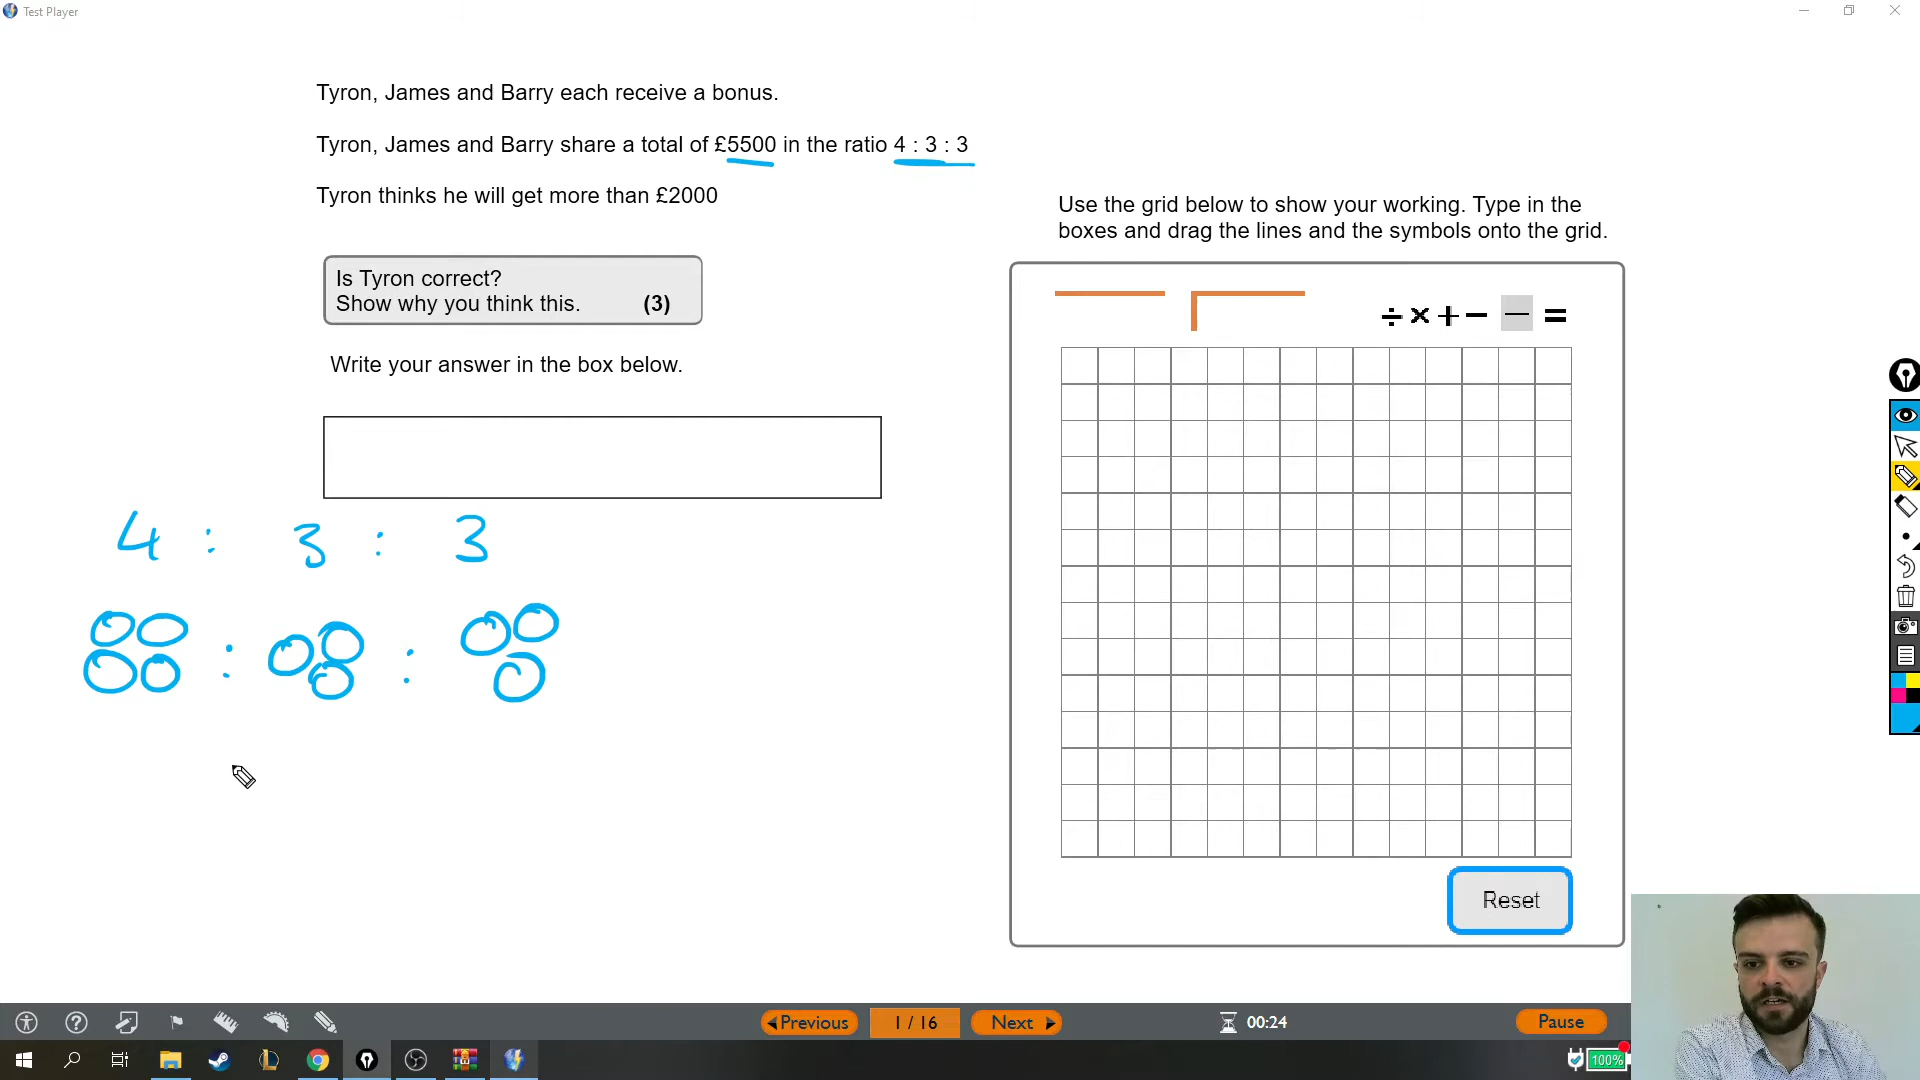 Test Player
Tyron, James and Barry each receive a bonus.
Tyron, James and Barry share a total of £5500 in the ratio 4 : 3 : 3
Tyron thinks he will get more than £2000
Is Tyron correct?
Show why you think this. (3)
Write your answer in the box below.
4 : 3 : 3
Use the grid below to show your working. Type in the
boxes and drag the lines and the symbols onto the grid.
÷ × + − — =
Reset
Previous
1 / 16
Next
00:24
Pause
100%